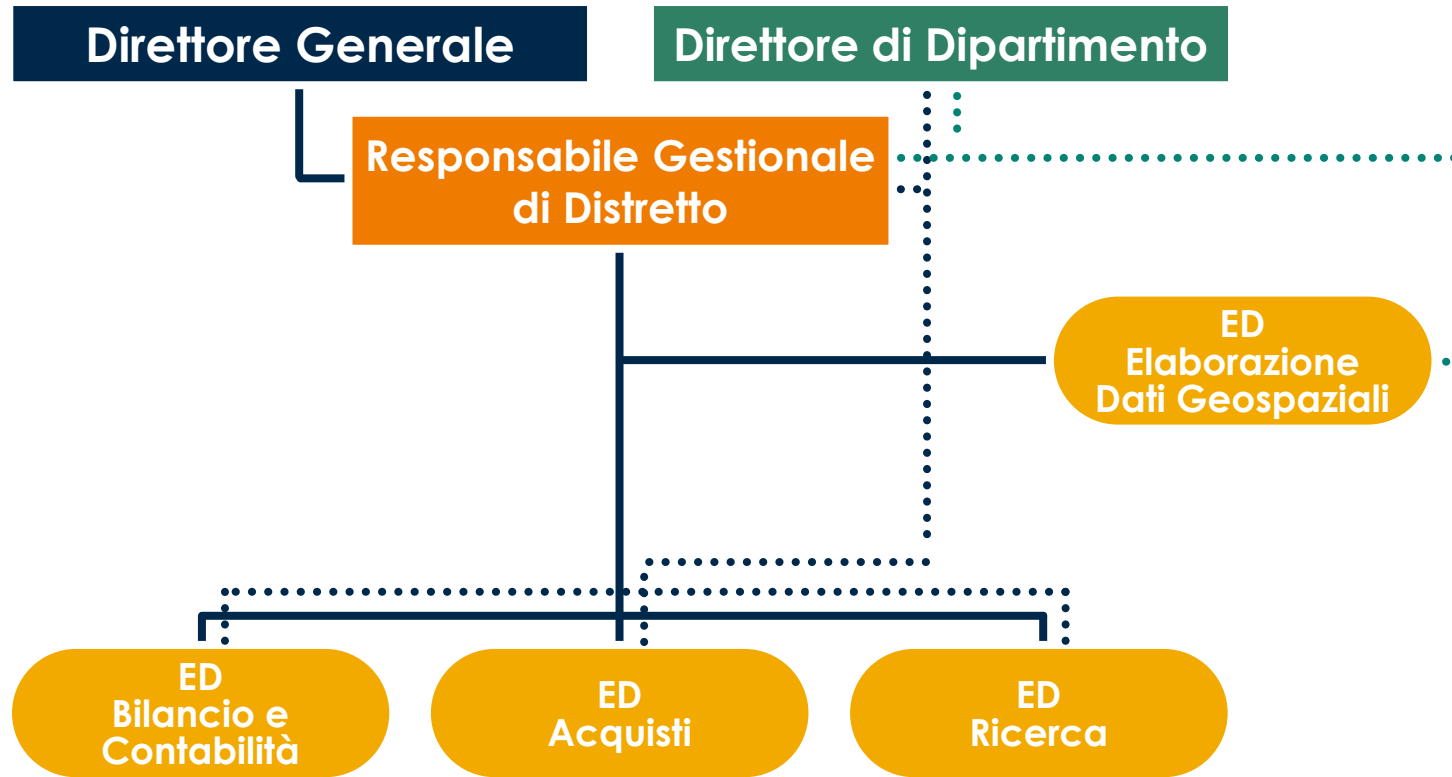 Direttore Generale
Direttore di Dipartimento
Responsabile Gestionale
di Distretto
ED
Elaborazione
Dati Geospaziali
ED
Bilancio e
Contabilità
ED
Acquisti
ED
Ricerca